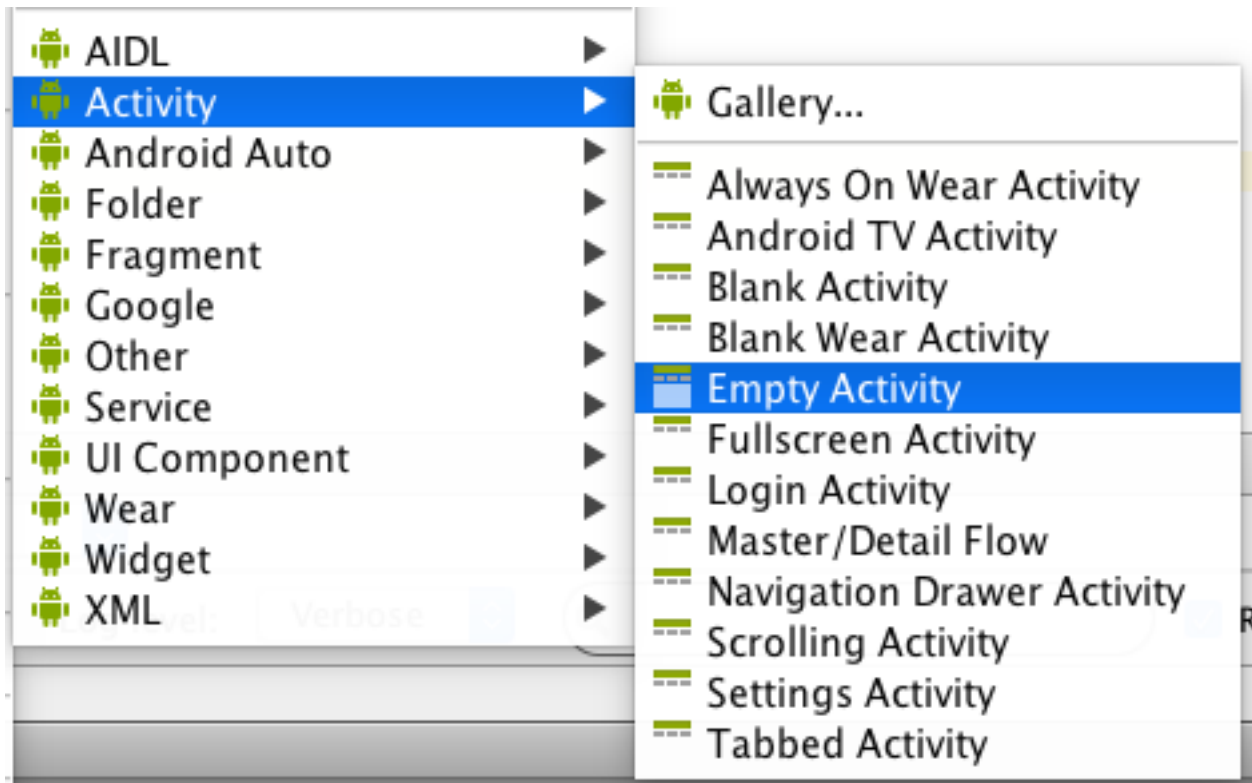 AIDL
Activity
Android Auto
Folder
Fragment
Google
Other
Service
UI Component
Wear
Widget
XML
Verbose
Gallery...
Always On Wear Activity
Android TV Activity
Blank Activity
Blank Wear Activity
Empty Activity
Fullscreen Activity
Login Activity
Master/Detail Flow
Navigation Drawer Activity
Scrolling Activity
Settings Activity
Tabbed Activity
R